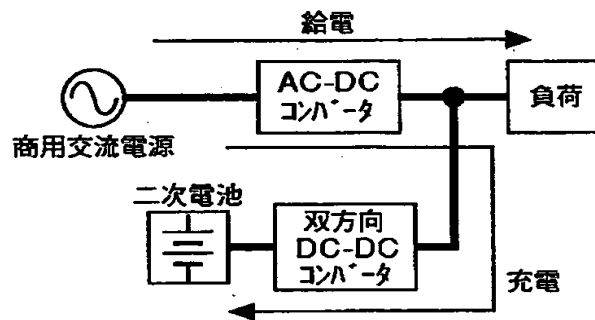 給電
AC-DC
コンバータ
負荷
商用交流電源
二次電池
双方向
DC-DC
コンバータ
充電